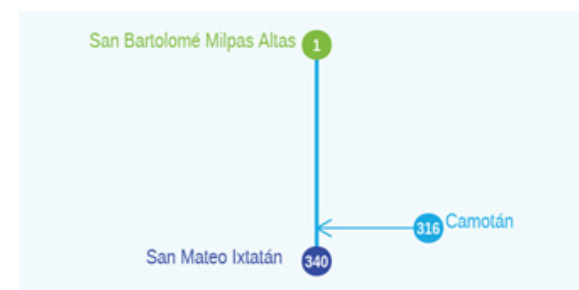 San Bartolomé Milpas Altas 1
316 Camotán
San Mateo Ixtatán 340